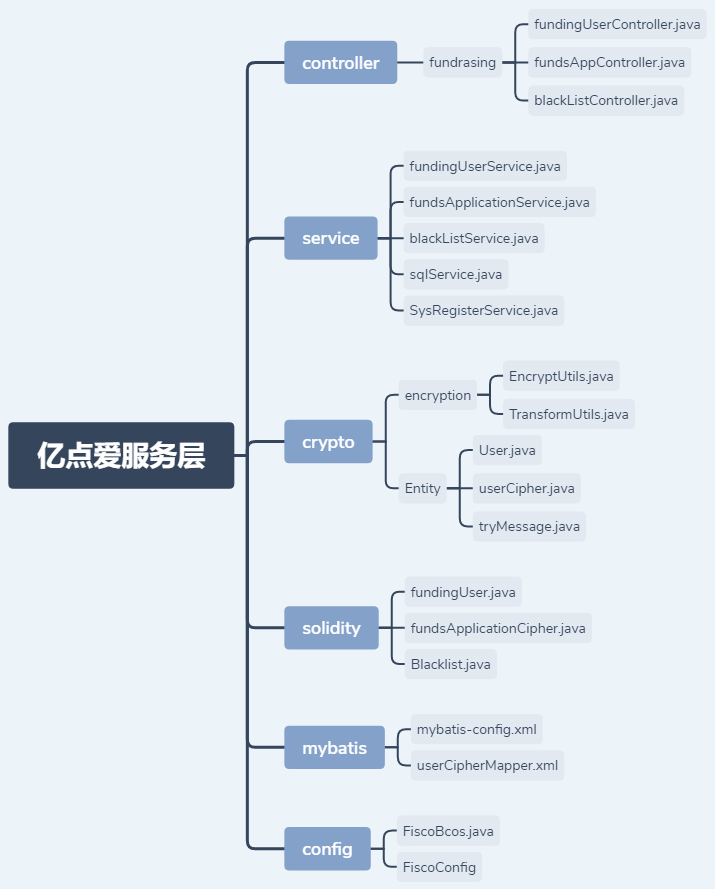 亿点爱服务层
controller
fundrasing
fundingUserController.java
fundsAppController.java
blackListController.java
service
fundingUserService.java
fundsApplicationService.java
blackListService.java
sqlService.java
SysRegisterService.java
crypto
encryption
EncryptUtils.java
TransformUtils.java
Entity
User.java
userCipher.java
tryMessage.java
solidity
fundingUser.java
fundsApplicationCipher.java
Blacklist.java
mybatis
mybatis-config.xml
userCipherMapper.xml
config
FiscoBcos.java
FiscoConfig